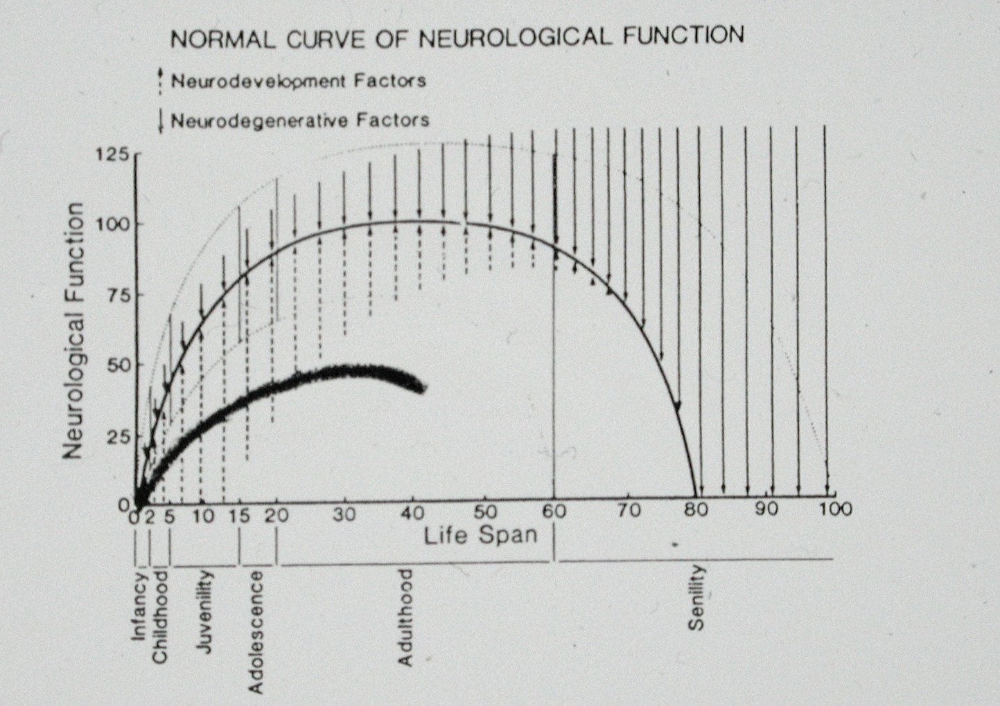 NORMAL CURVE OF NEUROLOGICAL FUNCTION
Neurodevelopment Factors
Neurodegenerative Factors
125
100
75
50
25
0
Neurological Function
0 2 5 10 15 20 30 40 50 60 70 80 90 100
Life Span
Infancy
Childhood
Juvenility
Adolescence
Adulthood
Senility